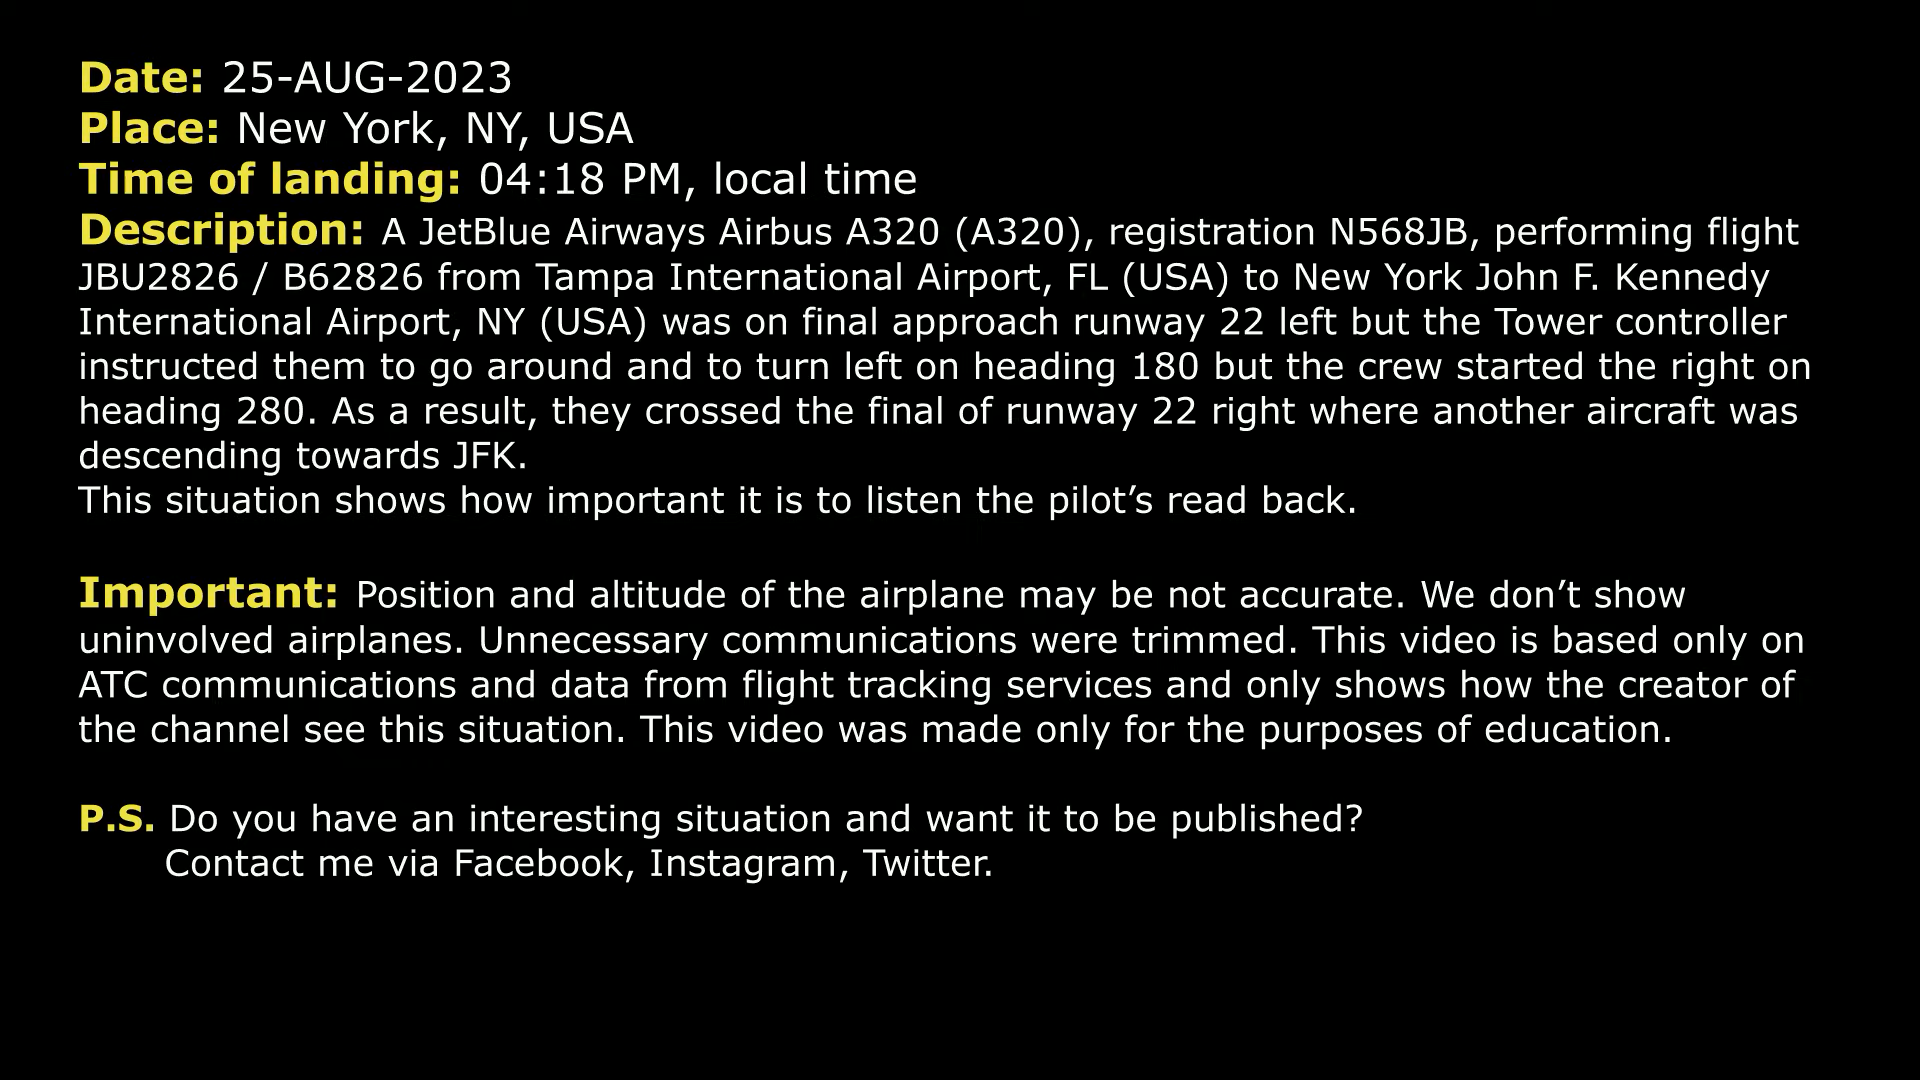 Date: 25-AUG-2023
Place: New York, NY, USA
Time of landing: 04:18 PM, local time
Description: A JetBlue Airways Airbus A320 (A320), registration N568JB, performing flight
JBU2826 / B62826 from Tampa International Airport, FL (USA) to New York John F. Kennedy
International Airport, NY (USA) was on final approach runway 22 left but the Tower controller
instructed them to go around and to turn left on heading 180 but the crew started the right on
heading 280. As a result, they crossed the final of runway 22 right where another aircraft was
descending towards JFK.
This situation shows how important it is to listen the pilot’s read back.
Important: Position and altitude of the airplane may be not accurate. We don’t show
uninvolved airplanes. Unnecessary communications were trimmed. This video is based only on
ATC communications and data from flight tracking services and only shows how the creator of
the channel see this situation. This video was made only for the purposes of education.
P.S. Do you have an interesting situation and want it to be published?
Contact me via Facebook, Instagram, Twitter.